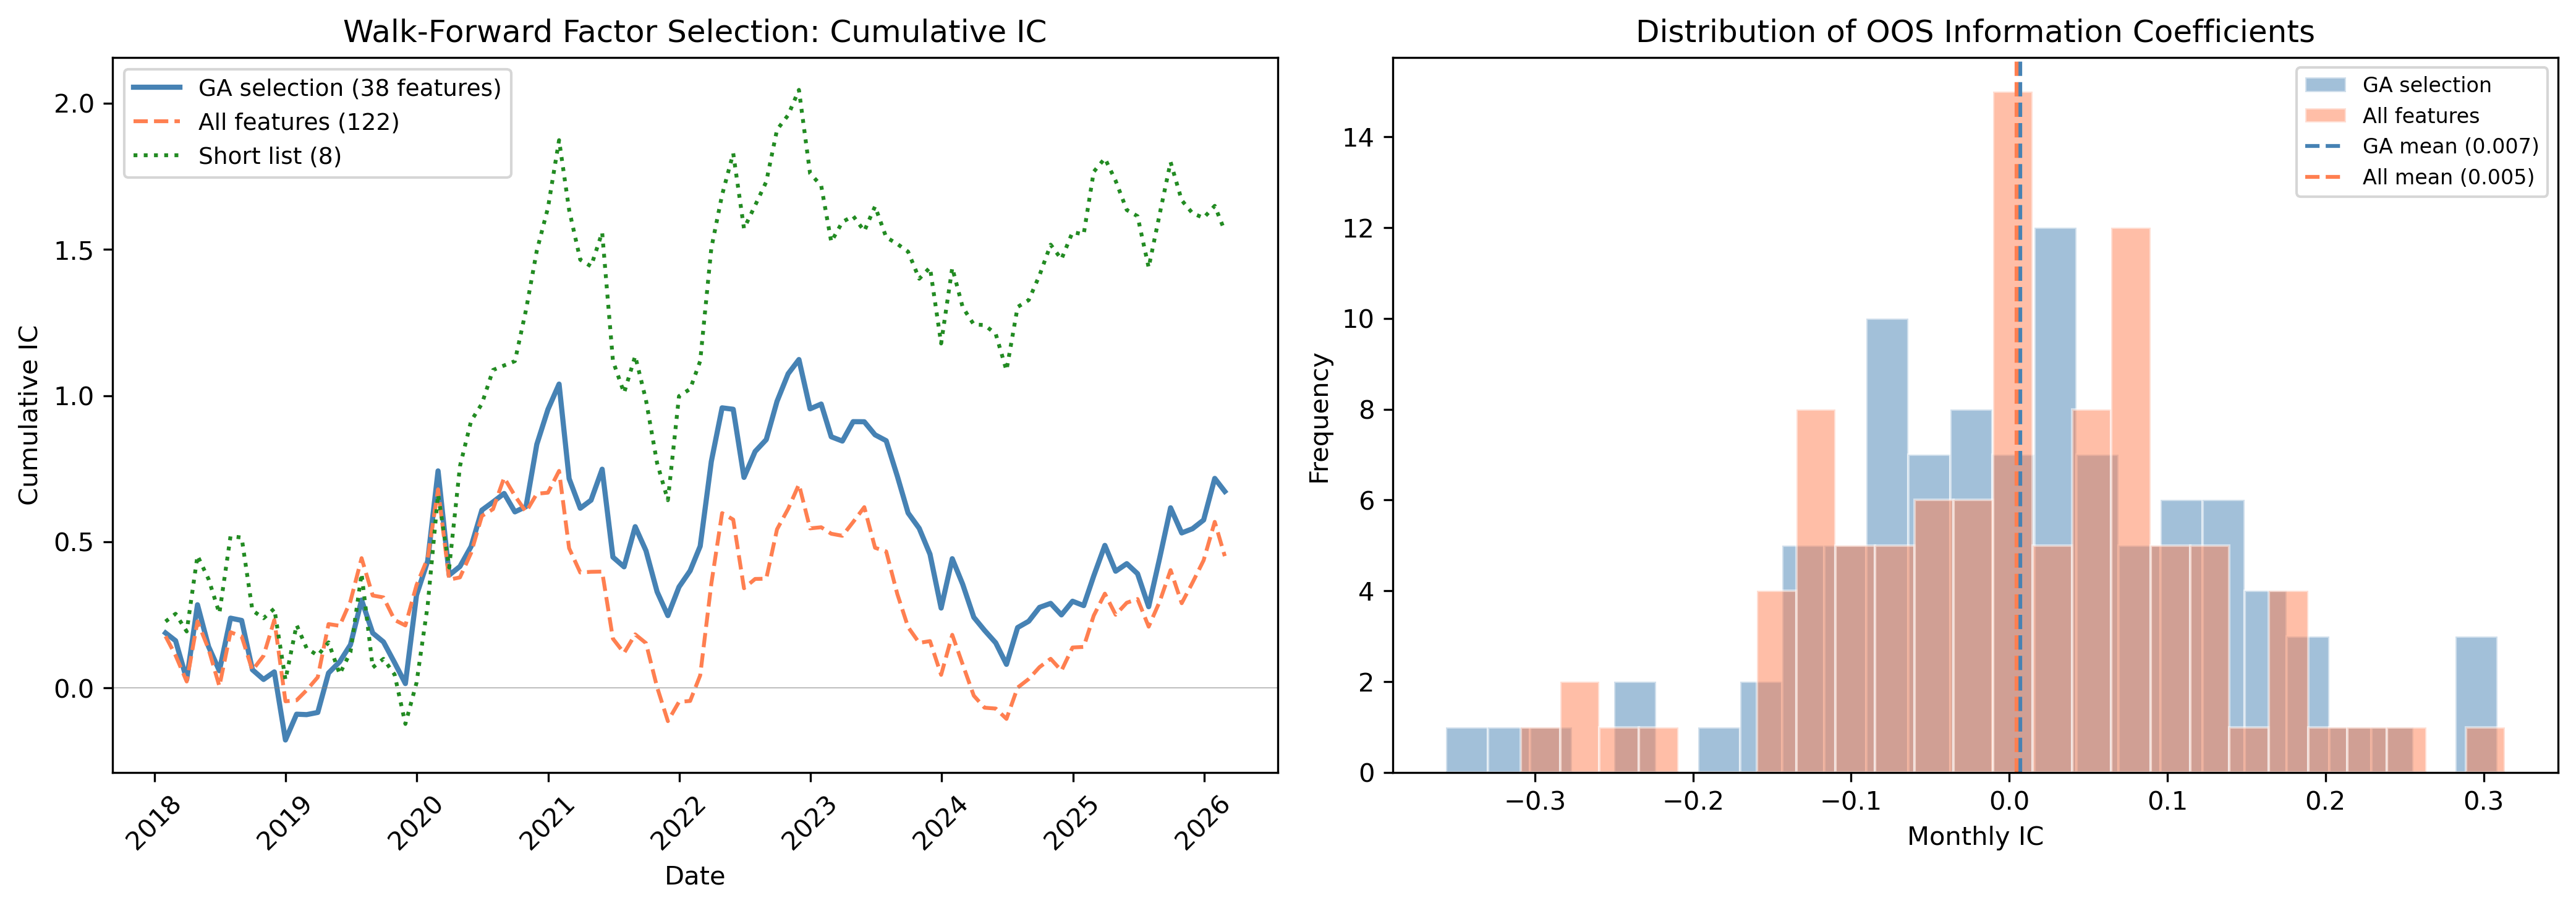 Walk-Forward Factor Selection: Cumulative IC
GA selection (38 features)
All features (122)
Short list (8)
Cumulative IC
2.0
1.5
1.0
0.5
0.0
2018
2019
2020
2021
2022
2023
2024
2025
2026
Date
Distribution of OOS Information Coefficients
GA selection
All features
GA mean (0.007)
All mean (0.005)
Frequency
14
12
10
8
6
4
2
0
−0.3
−0.2
−0.1
0.0
0.1
0.2
0.3
Monthly IC